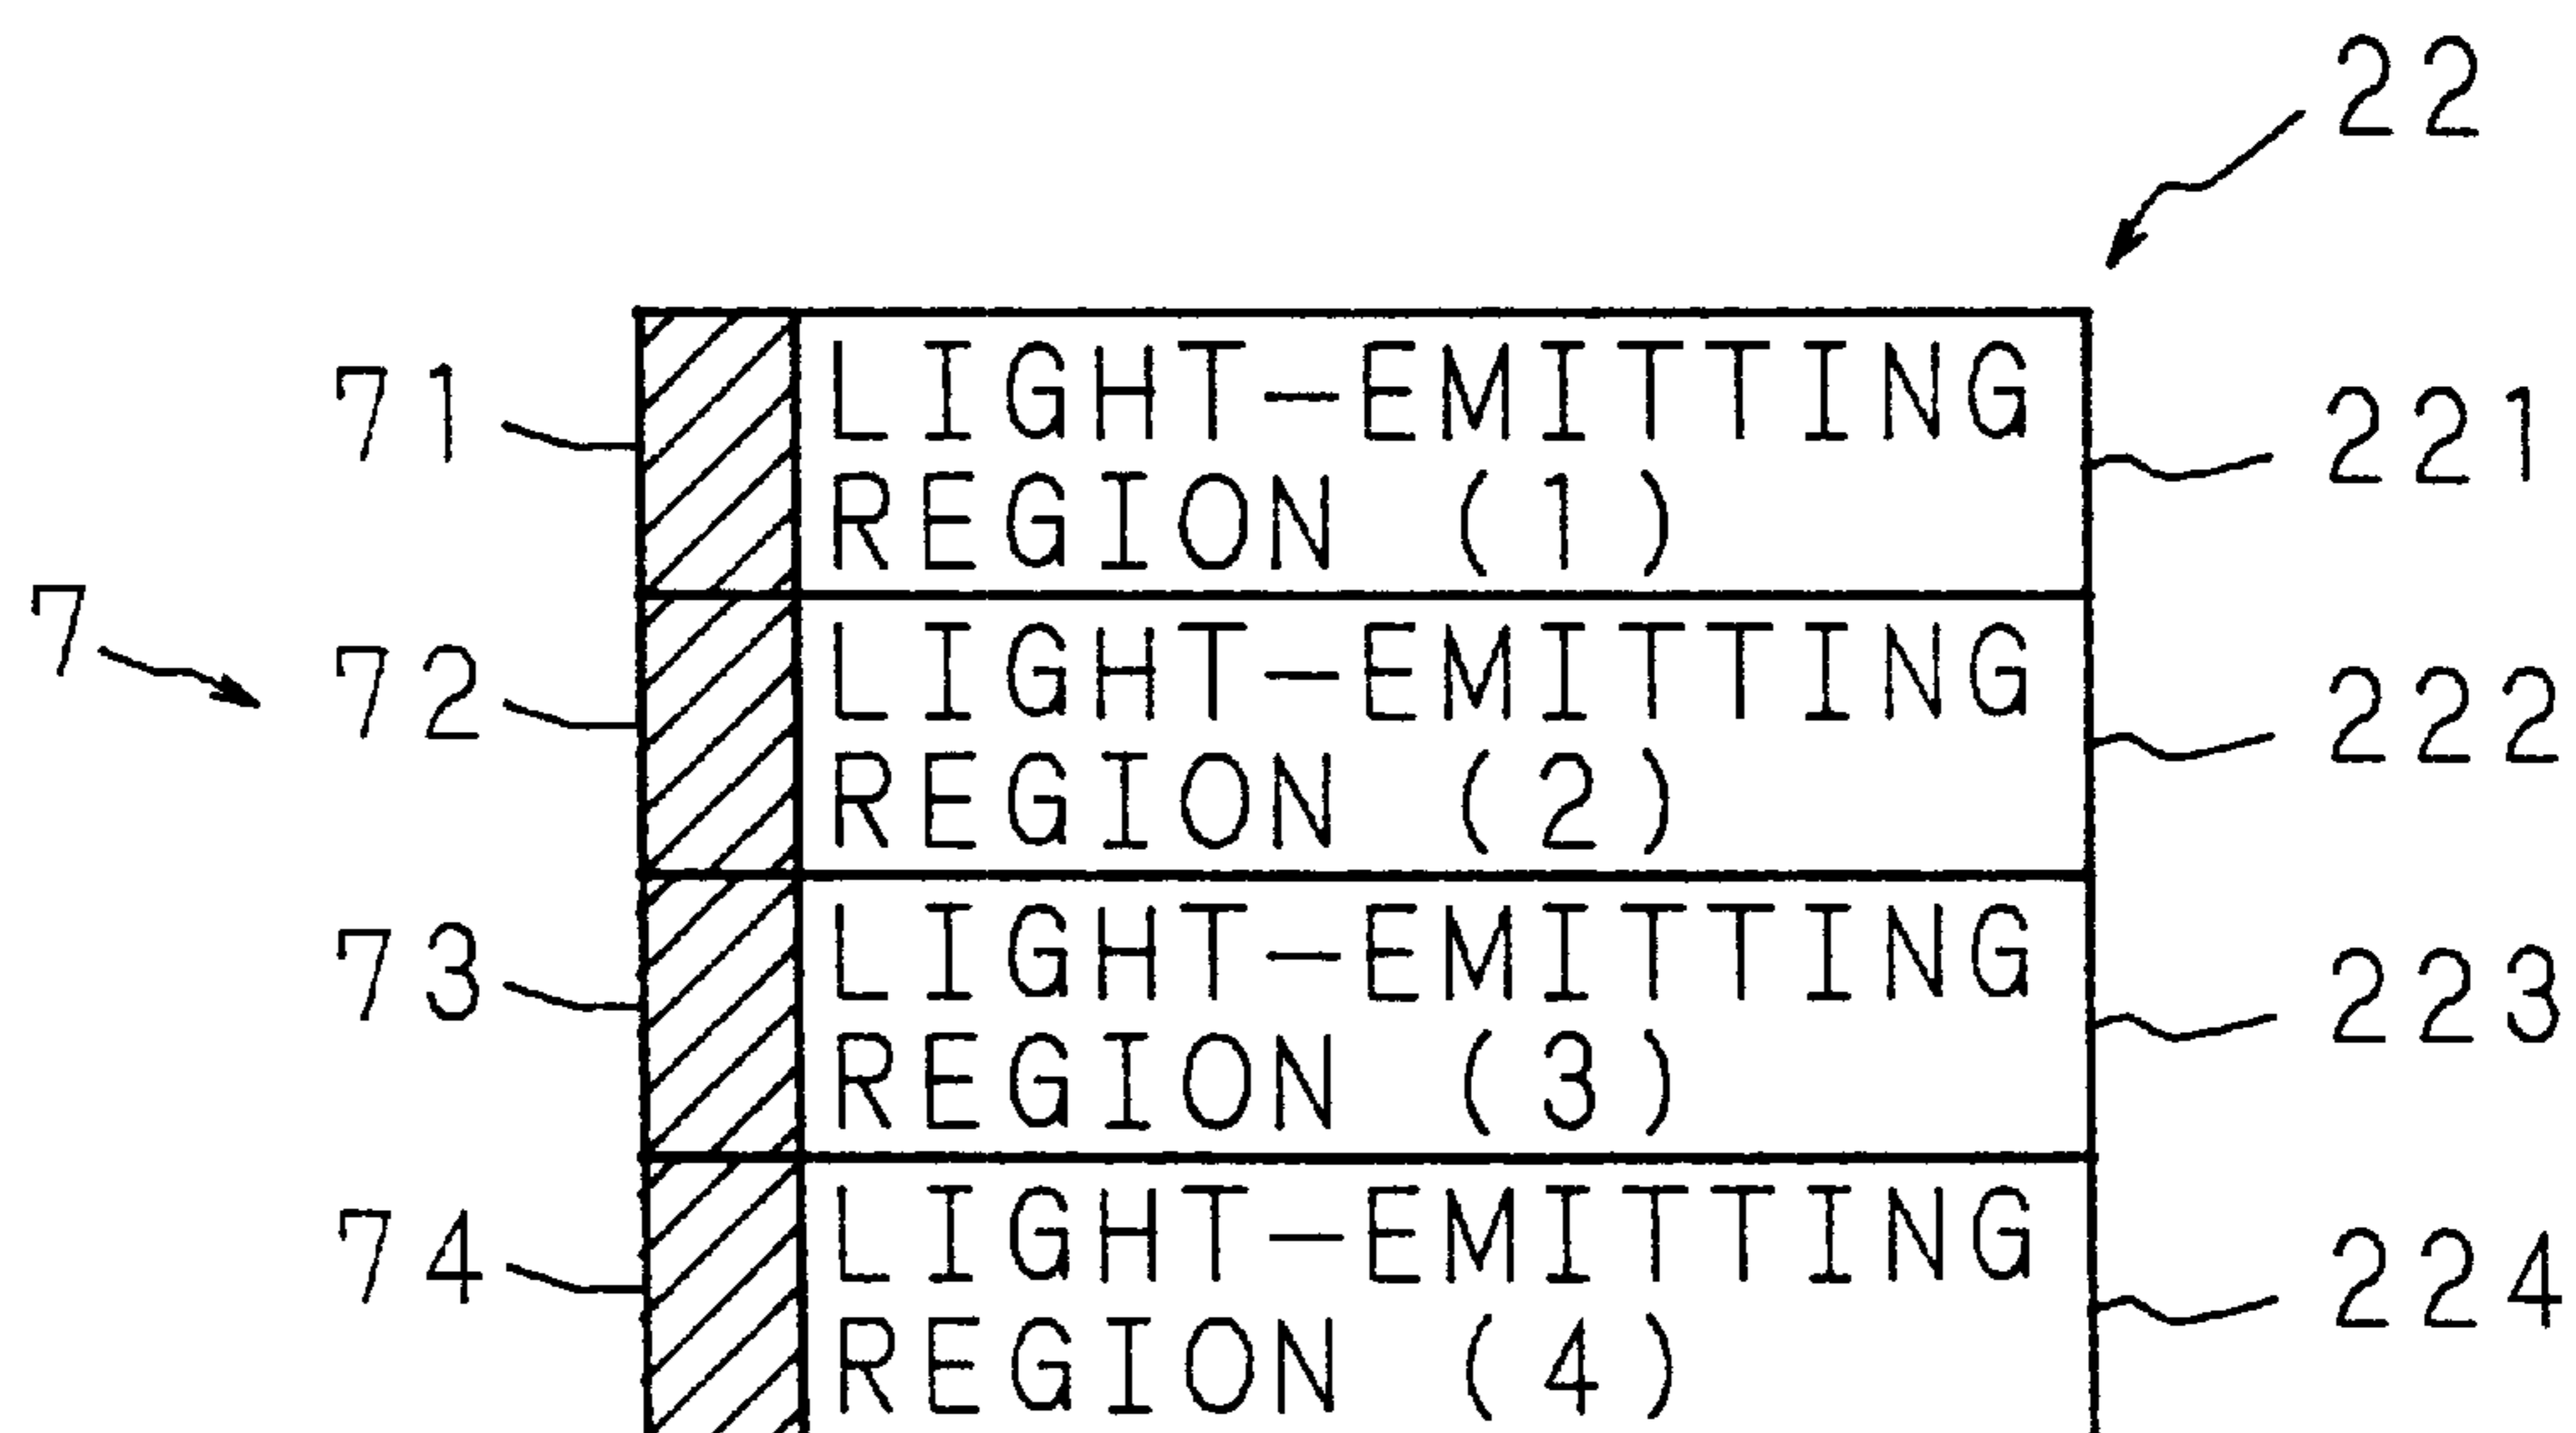 22
71
LIGHT-EMITTING
REGION (1)
221
7
72
LIGHT-EMITTING
REGION (2)
222
73
LIGHT-EMITTING
REGION (3)
223
74
LIGHT-EMITTING
REGION (4)
224